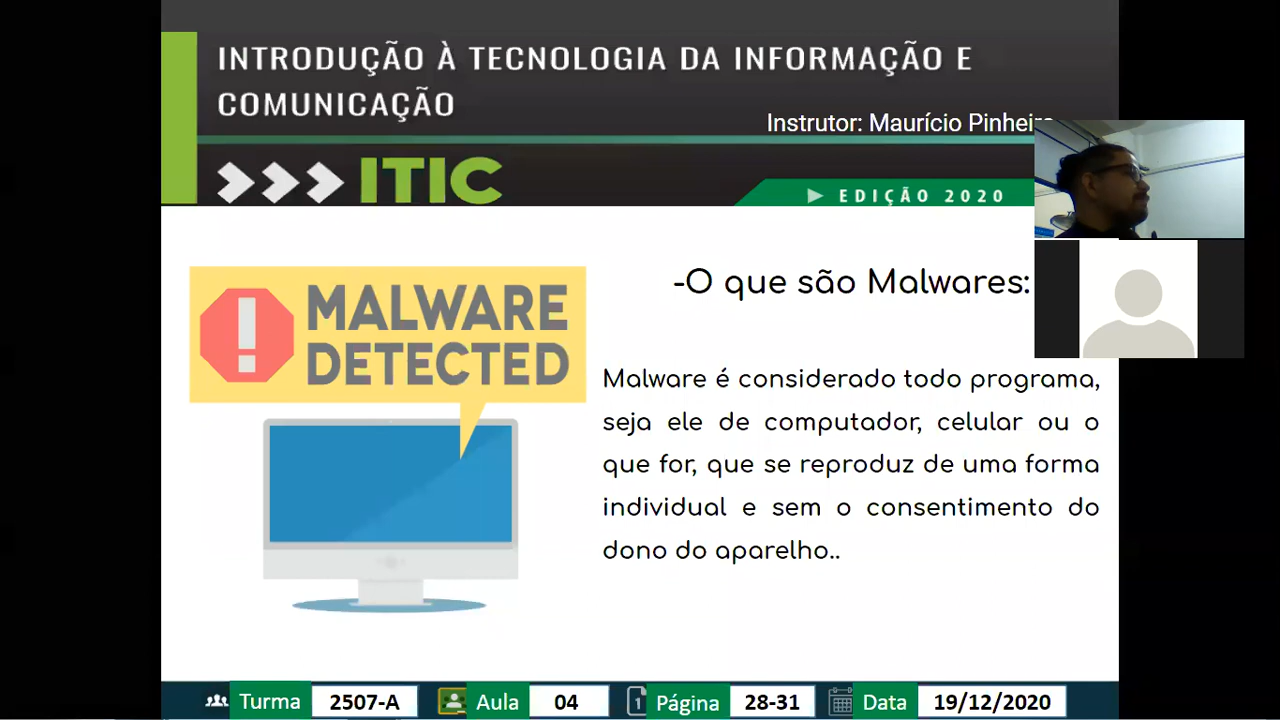 INTRODUÇÃO À TECNOLOGIA DA INFORMAÇÃO E
COMUNICAÇÃO
Instrutor: Maurício
ITIC
EDIÇÃO 2020
MALWARE
DETECTED
-O que são Malwares:
Malware é considerado todo programa,
seja ele de computador, celular ou o
que for, que se reproduz de uma forma
individual e sem o consentimento do
dono do aparelho..
Turma 2507-A Aula 04 1 Página 28-31 Data 19/12/2020